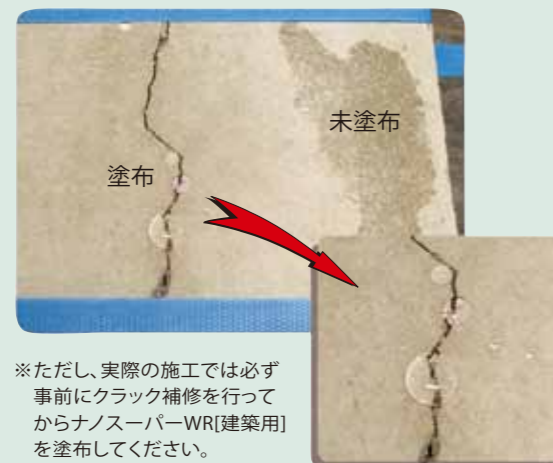 塗布
未塗布
※ただし、実際の施工では必ず
事前にクラック補修を行って
からナノスーパーWR[建築用]
を塗布してください。